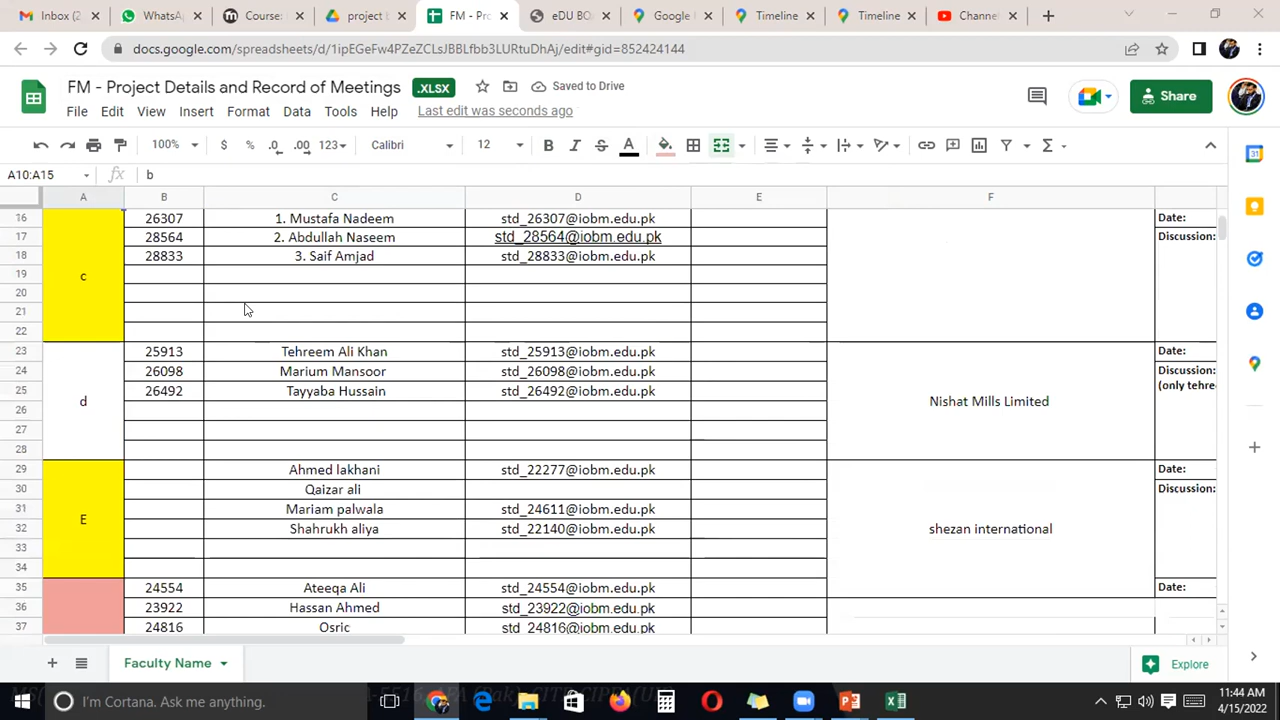 Inbox (2
WhatsA
Course:
project b
FM - Pro
eDU BO
Google
Timeline
Timeline
Channe
docs.google.com/spreadsheets/d/1ipEGeFw4PZeZCLsJBBLfbb3LURtuDhAj/edit#gid=852424144
FM - Project Details and Record of Meetings .XLSX Saved to Drive
Share
File Edit View Insert Format Data Tools Help Last edit was seconds ago
100% $ % .0 .00 123 Calibri 12 B I S A
A10:A15 b
A B C D E F
16 26307 1. Mustafa Nadeem std_26307@iobm.edu.pk Date:
17 28564 2. Abdullah Naseem std_28564@iobm.edu.pk Discussion:
18 28833 3. Saif Amjad std_28833@iobm.edu.pk
19 c
20
21
22
23 25913 Tehreem Ali Khan std_25913@iobm.edu.pk Date:
24 26098 Marium Mansoor std_26098@iobm.edu.pk Discussion:
25 26492 Tayyaba Hussain std_26492@iobm.edu.pk (only tehre
26 d Nishat Mills Limited
27
28
29 Ahmed lakhani std_22277@iobm.edu.pk Date:
30 Qaizar ali Discussion:
31 Mariam palwala std_24611@iobm.edu.pk
32 E Shahrukh aliya std_22140@iobm.edu.pk shezan international
33
34
35 24554 Ateeqa Ali std_24554@iobm.edu.pk Date:
36 23922 Hassan Ahmed std_23922@iobm.edu.pk
37 24816 Osric std_24816@iobm.edu.pk
Faculty Name
Explore
I'm Cortana. Ask me anything.
11:44 AM
4/15/2022